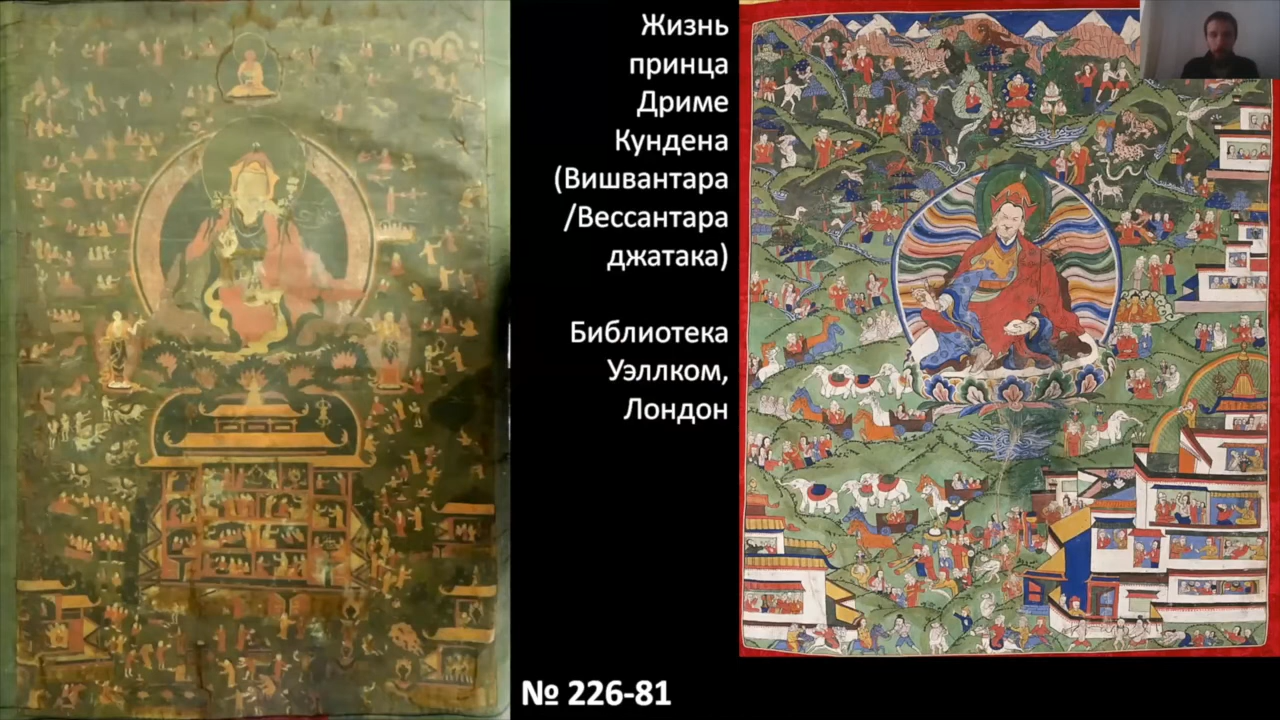 Жизнь
принца
Дриме
Кундена
(Вишвантара
/Вессантара
джатака)
Библиотека
Уэллком,
Лондон
№ 226-81